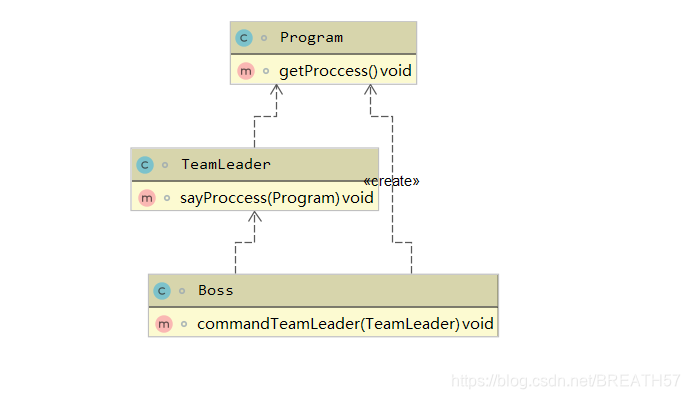 C Program
m getProccess() void
C TeamLeader
«create»
m sayProccess(Program) void
C Boss
m commandTeamLeader(TeamLeader) void
https://blog.csdn.net/BREATH57